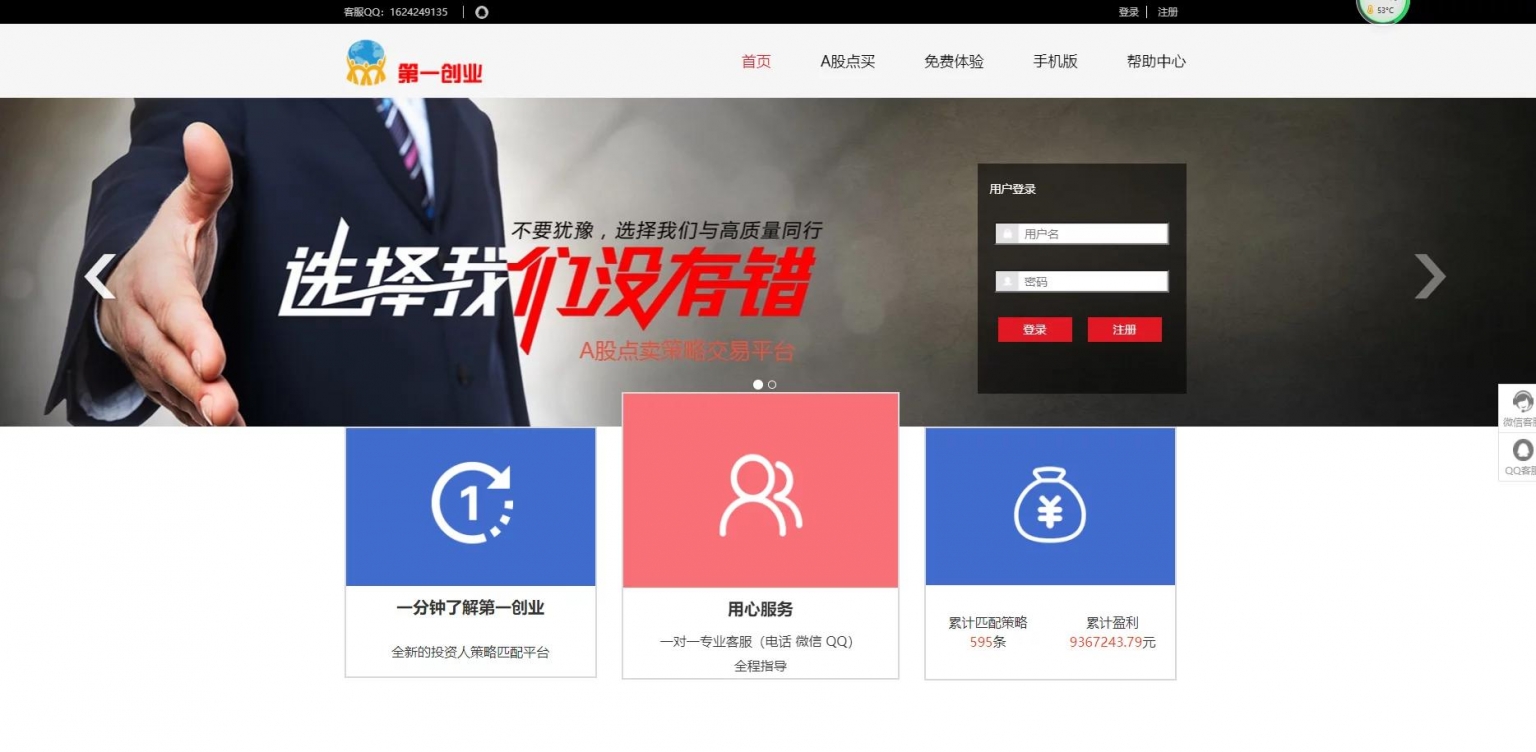 客服QQ：1624249135
登录
注册
53℃
第一创业
首页
A股点买
免费体验
手机版
帮助中心
不要犹豫，选择我们与高质量同行
选择我们没有错
A股点卖策略交易平台
用户登录
用户名
密码
登录
注册
微信客服
QQ客服
1
一分钟了解第一创业
全新的投资人策略匹配平台
用心服务
一对一专业客服（电话 微信 QQ）
全程指导
¥
累计匹配策略
595条
累计盈利
9367243.79元